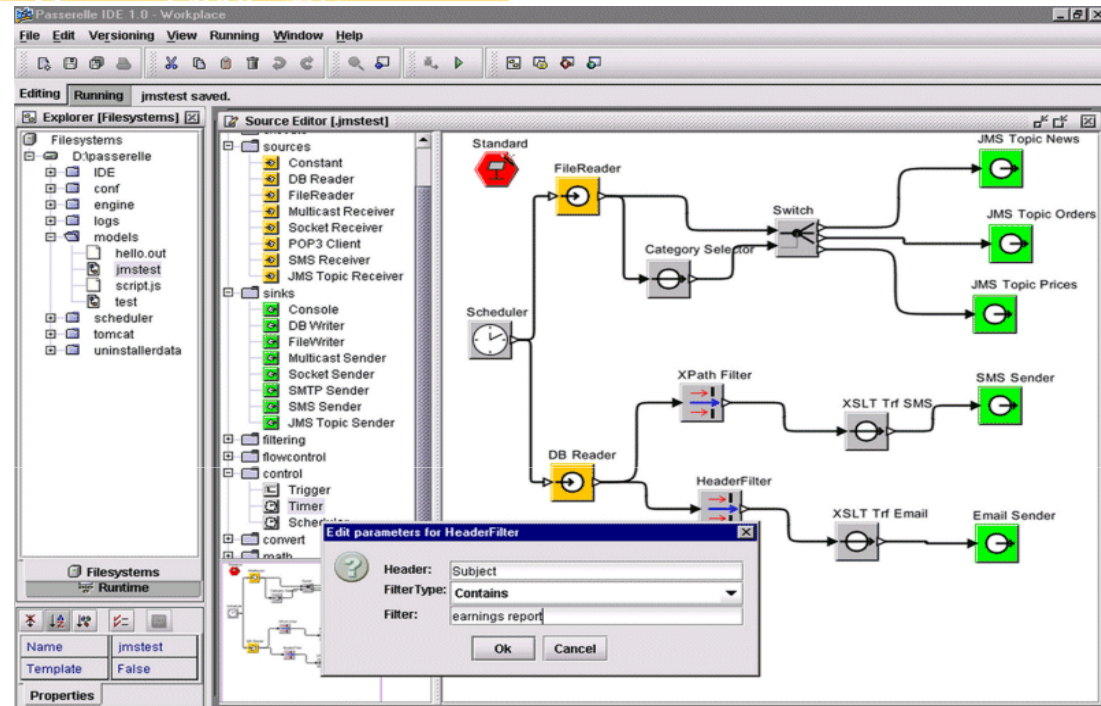 Passerelle IDE 1.0 - Workplace
File Edit Versioning View Running Window Help
Editing Running jmstest saved.
Explorer [Filesystems]
Filesystems
D:\passerelle
IDE
conf
engine
logs
models
hello.out
jmstest
script.js
test
scheduler
tomcat
uninstallerdata
Filesystems
Runtime
Name jmstest
Template False
Properties
Source Editor [.jmstest]
sources
Constant
DB Reader
FileReader
Multicast Receiver
Socket Receiver
POP3 Client
SMS Receiver
JMS Topic Receiver
sinks
Console
DB Writer
FileWriter
Multicast Sender
Socket Sender
SMTP Sender
SMS Sender
JMS Topic Sender
filtering
flowcontrol
control
Trigger
Timer
Scheduler
convert
math
Standard
FileReader
JMS Topic News
Switch
JMS Topic Orders
Category Selector
JMS Topic Prices
Scheduler
XPath Filter
SMS Sender
XSLT Trf SMS
DB Reader
HeaderFilter
XSLT Trf Email
Email Sender
Edit parameters for HeaderFilter
Header: Subject
FilterType: Contains
Filter: earnings report
Ok Cancel